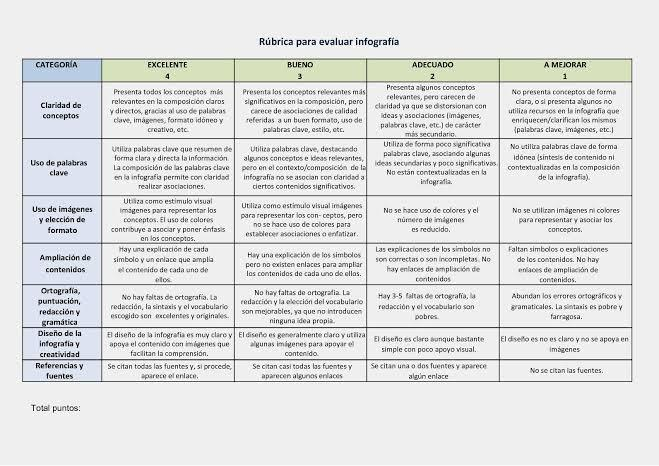 Rúbrica para evaluar infografía
CATEGORÍA
EXCELENTE
4
BUENO
3
ADECUADO
2
A MEJORAR
1
Claridad de
conceptos
Presenta todos los conceptos más
relevantes en la composición claros
y directos, gracias al uso de palabras
clave, imágenes, formato idóneo y
creativo, etc.
Presenta los conceptos relevantes más
significativos en la composición, pero
carecen de claridad aspectos de calidad
referidas a un buen formato, uso de
palabras clave, estilo, etc.
Presenta algunos conceptos
relevantes, pero carecen de
claridad ya que se distorsionan con
ideas y asociaciones (imágenes,
palabras clave, etc.) de carácter
más secundario.
No presenta conceptos de forma
clara, o si presenta algunos no
utiliza recursos en la infografía que
enriquecen/clarifican los mismos
(palabras clave, imágenes, etc.)
Uso de palabras
clave
Utiliza palabras clave que resumen de
forma clara y directa la información.
La composición de las palabras clave
en la infografía permite con claridad
realizar asociaciones.
Utiliza palabras clave, destacando
algunos conceptos e ideas relevantes,
pero en el contexto/composición de la
infografía no se asocian con claridad a
ciertos contenidos significativos.
Utiliza de forma poco significativa
palabras clave, asociando algunas
ideas secundarias y poco significativas.
No están contextualizadas en la
infografía.
No utiliza palabras clave de forma
idónea (síntesis de contenido ni
contextualizadas en la composición
de la infografía).
Uso de imágenes
y elección de
formato
Utiliza como estímulo visual
imágenes para representar los
conceptos. El uso de colores
contribuye a asociar y poner énfasis
en los conceptos.
Utiliza como estímulo visual imágenes
para representar los con- ceptos, pero
no se hace uso de colores para
establecer asociaciones o enfatizar.
No se hace uso de colores y el
número de imágenes
es reducido.
No se utilizan imágenes ni colores
para representar y asociar los
conceptos.
Ampliación de
contenidos
Hay una explicación de cada
símbolo y un enlace que amplía
el contenido de cada uno de
ellos.
Hay una explicación de los símbolos
pero no existen enlaces para ampliar
los contenidos de cada uno de ellos.
Las explicaciones de los símbolos no
son correctas o son incompletas. No
hay enlaces de ampliación de
contenidos
Faltan símbolos o explicaciones
de los contenidos. No hay
enlaces de ampliación de
contenidos.
Ortografía,
puntuación,
redacción y
gramática
No hay faltas de ortografía. La
redacción, la sintaxis y el vocabulario
escogido son excelentes y originales.
No hay faltas de ortografía. La
redacción y la elección del vocabulario
son mejorables, ya que no introducen
ninguna idea propia.
Hay 3-5 faltas de ortografía, la
redacción y el vocabulario son
pobres.
Abundan los errores ortográficos y
gramaticales. La sintaxis es pobre y
farragosa.
Diseño de la
infografía y
creatividad
El diseño de la infografía es muy claro y
apoya el contenido con imágenes que
facilitan la comprensión.
El diseño es generalmente claro y utiliza
algunas imágenes para apoyar el
contenido.
El diseño es claro aunque bastante
simple con poco apoyo visual.
El diseño es no es claro y no se apoya en
imágenes
Referencias y
fuentes
Se citan todas las fuentes y, si procede,
aparece el enlace.
Se citan casi todas las fuentes y
aparecen algunos enlaces
Se citan una o dos fuentes y aparece
algún enlace
No se citan las fuentes.
Total puntos: